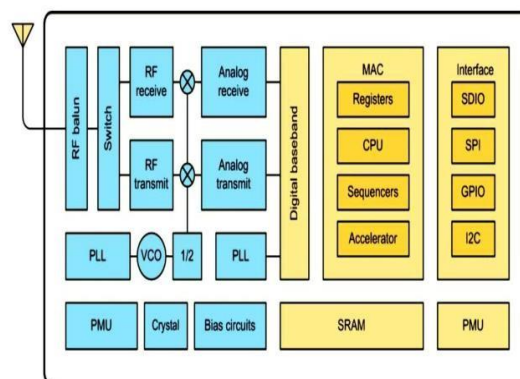 RF balun
Switch
RF
receive
Analog
receive
RF
transmit
Analog
transmit
PLL
VCO
1/2
PLL
Digital baseband
MAC
Registers
CPU
Sequencers
Accelerator
Interface
SDIO
SPI
GPIO
I2C
PMU
Crystal
Bias circuits
SRAM
PMU